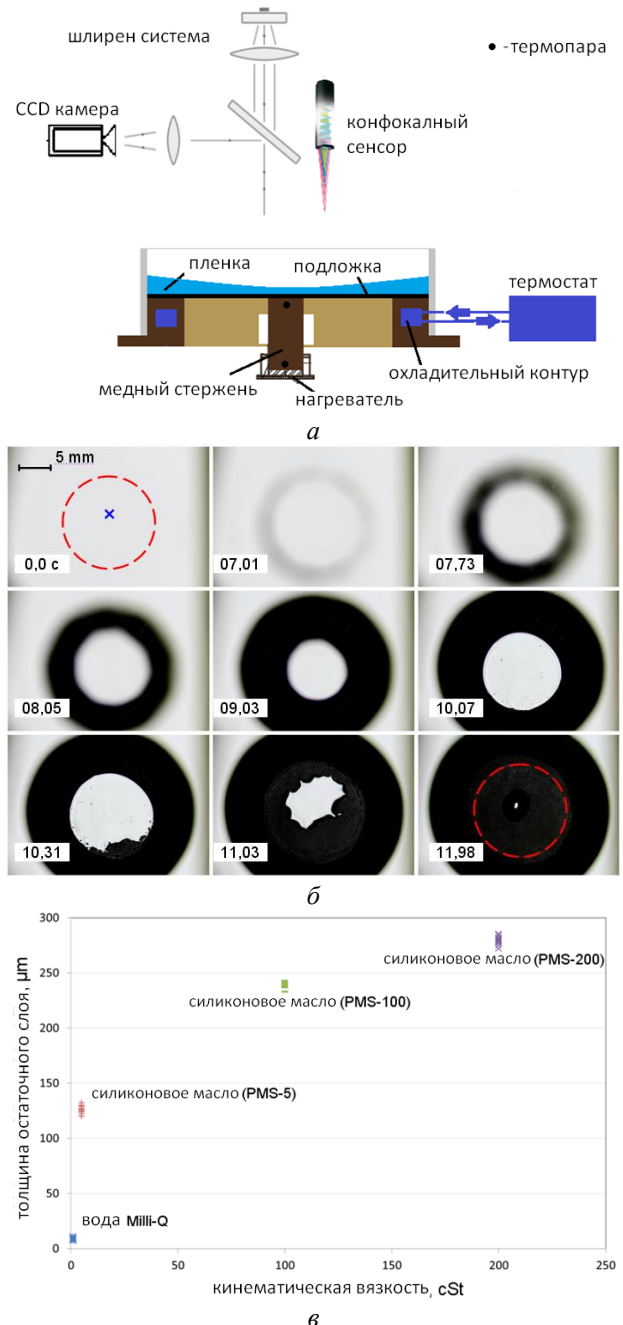 шлирен система
● -термопара
CCD камера
конфокалный
сенсор
пленка
подложка
термостат
медный стержень
нагреватель
охладительный контур
а
5 mm
0,0 с
07,01
07,73
08,05
09,03
10,07
10,31
11,03
11,98
б
толщина остаточного слоя, µm
300
250
200
150
100
50
0
силиконовое масло (PMS-200)
силиконовое масло (PMS-100)
силиконовое масло (PMS-5)
вода Milli-Q
0
50
100
150
200
250
кинематическая вязкость, cSt
в